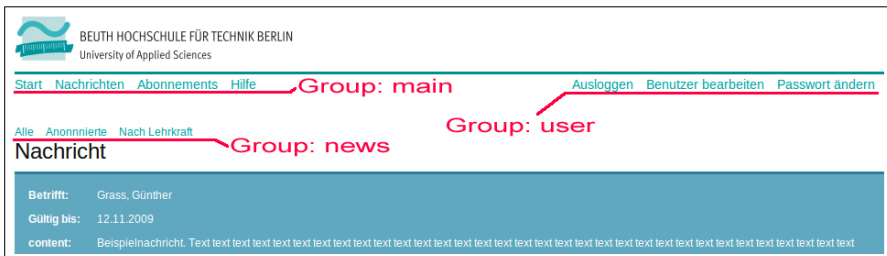 BEUTH HOCHSCHULE FÜR TECHNIK BERLIN
University of Applied Sciences
Start Nachrichten Abonnements Hilfe Group: main Ausloggen Benutzer bearbeiten Passwort ändern
Group: user
Alle Anonnnierte Nach Lehrkraft
Group: news
Nachricht
Betrifft: Grass, Günther
Gültig bis: 12.11.2009
content: Beispielnachricht. Text text text text text text text text text text text text text text text text text text text text text text text text text text text text text text text text text text text text text text